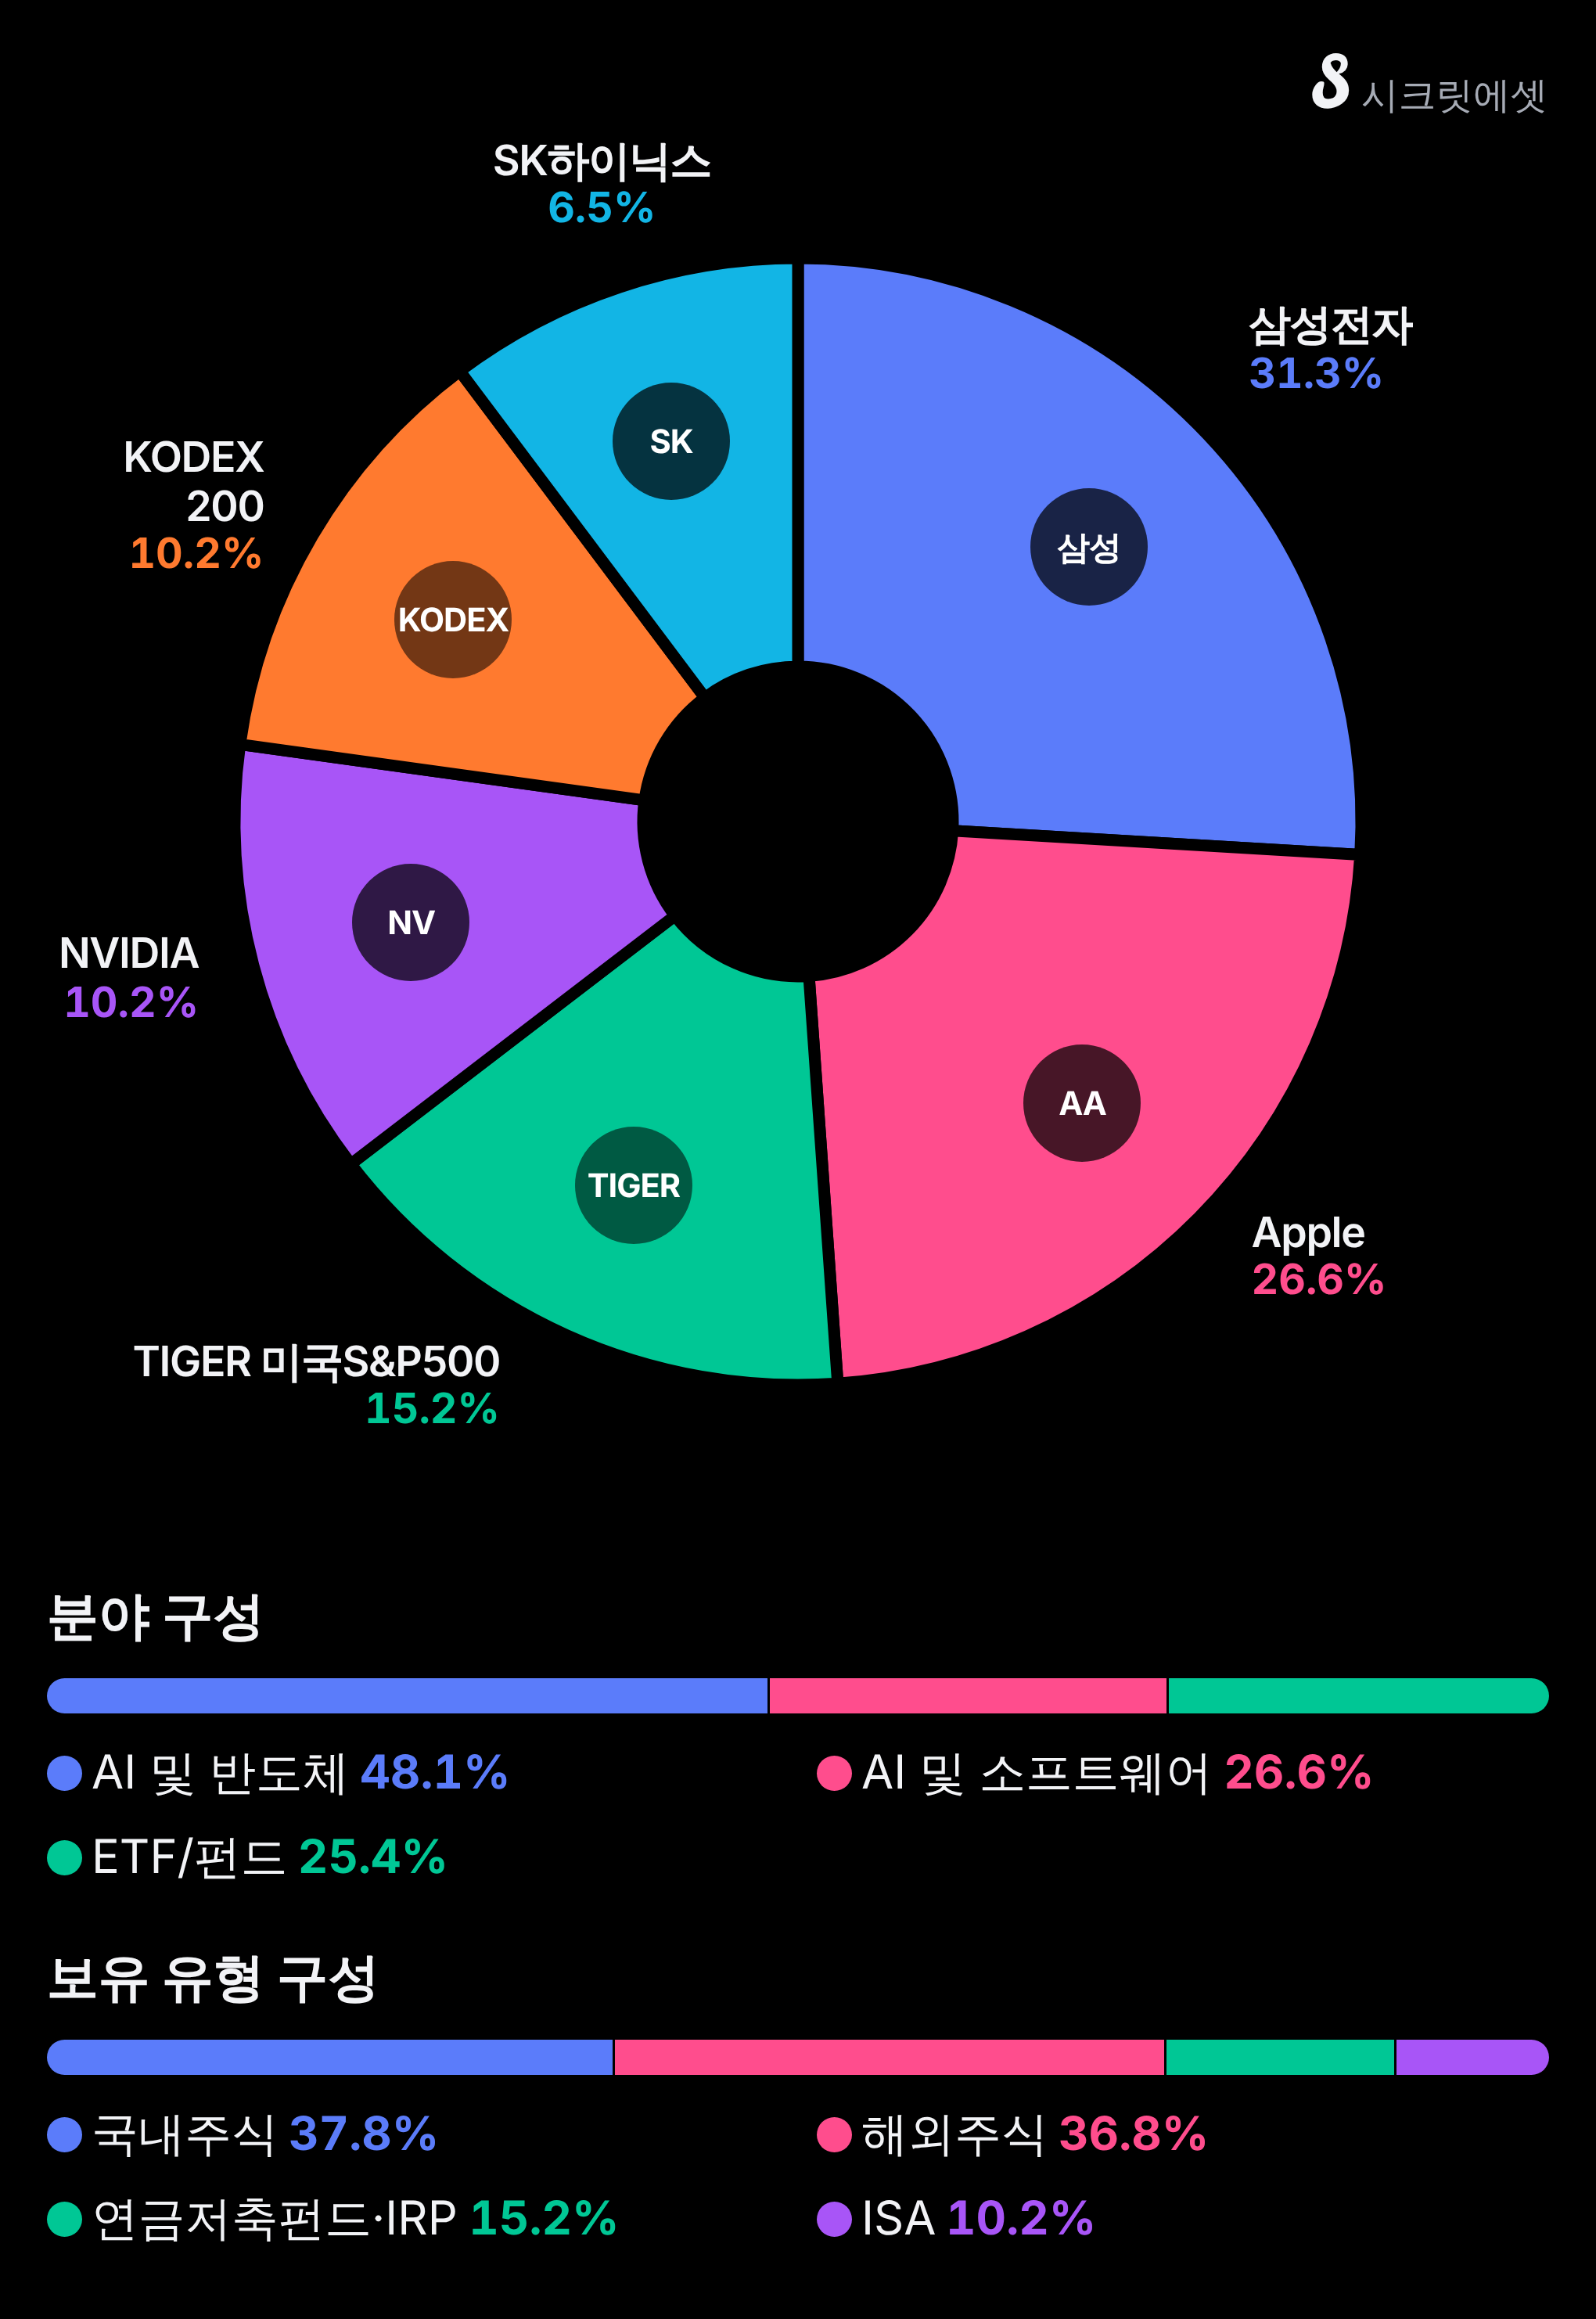 시크릿에셋
SK하이닉스
6.5%
삼성전자
31.3%
KODEX
200
10.2%
SK
삼성
KODEX
NV
NVIDIA
10.2%
AA
TIGER
Apple
26.6%
TIGER 미국S&P500
15.2%
분야 구성
AI 및 반도체 48.1%
AI 및 소프트웨어 26.6%
ETF/펀드 25.4%
보유 유형 구성
국내주식 37.8%
해외주식 36.8%
연금저축펀드·IRP 15.2%
ISA 10.2%